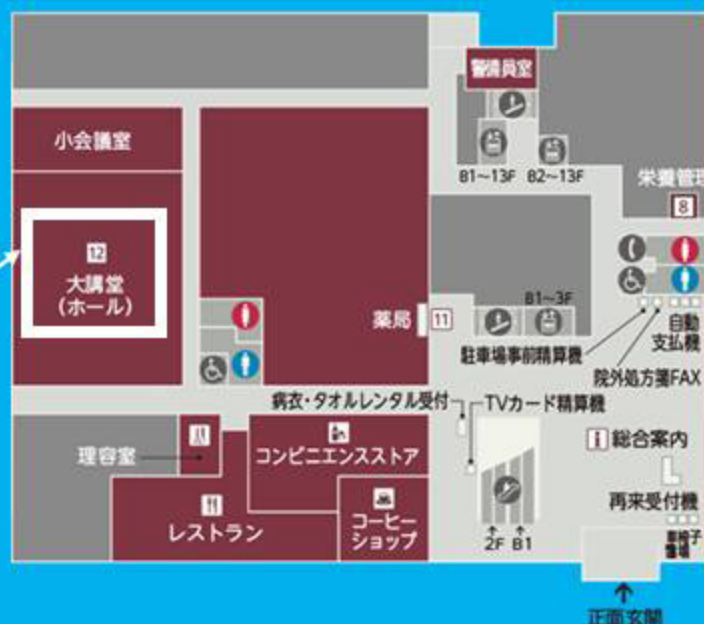 警備員室
小会議室
B1〜13F B2〜13F
栄養管理
8
12
大講堂
(ホール)
B1〜3F
薬局
11
自動
支払機
駐車場事前精算機
院外処方箋FAX
病衣・タオルレンタル受付
TVカード精算機
i 総合案内
理容室
コンビニエンスストア
再来受付機
レストラン
コーヒー
ショップ
2F B1
車椅子
置場
正面玄関